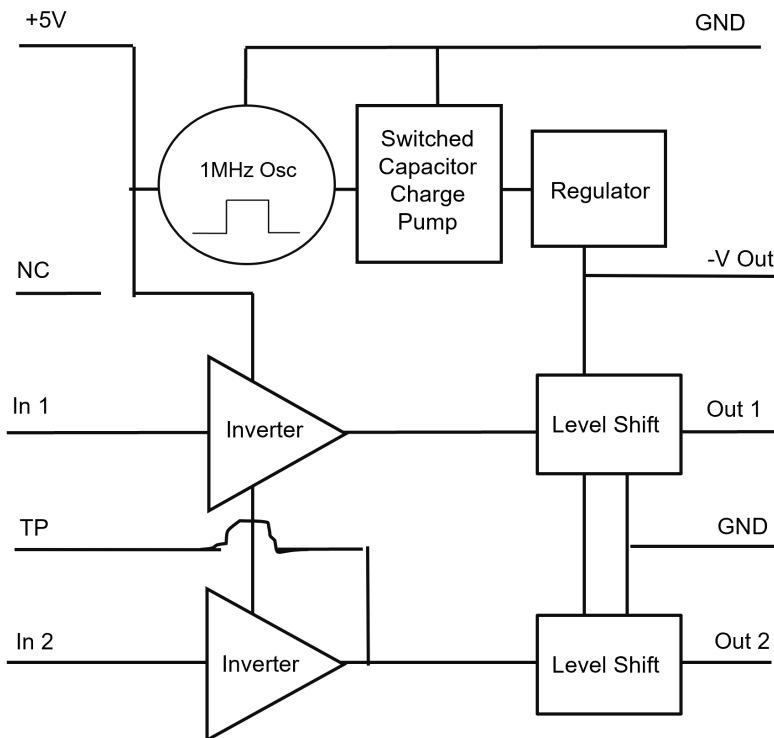 +5V
GND
1MHz Osc
Switched
Capacitor
Charge
Pump
Regulator
NC
-V Out
In 1
Inverter
Level Shift
Out 1
TP
GND
In 2
Inverter
Level Shift
Out 2